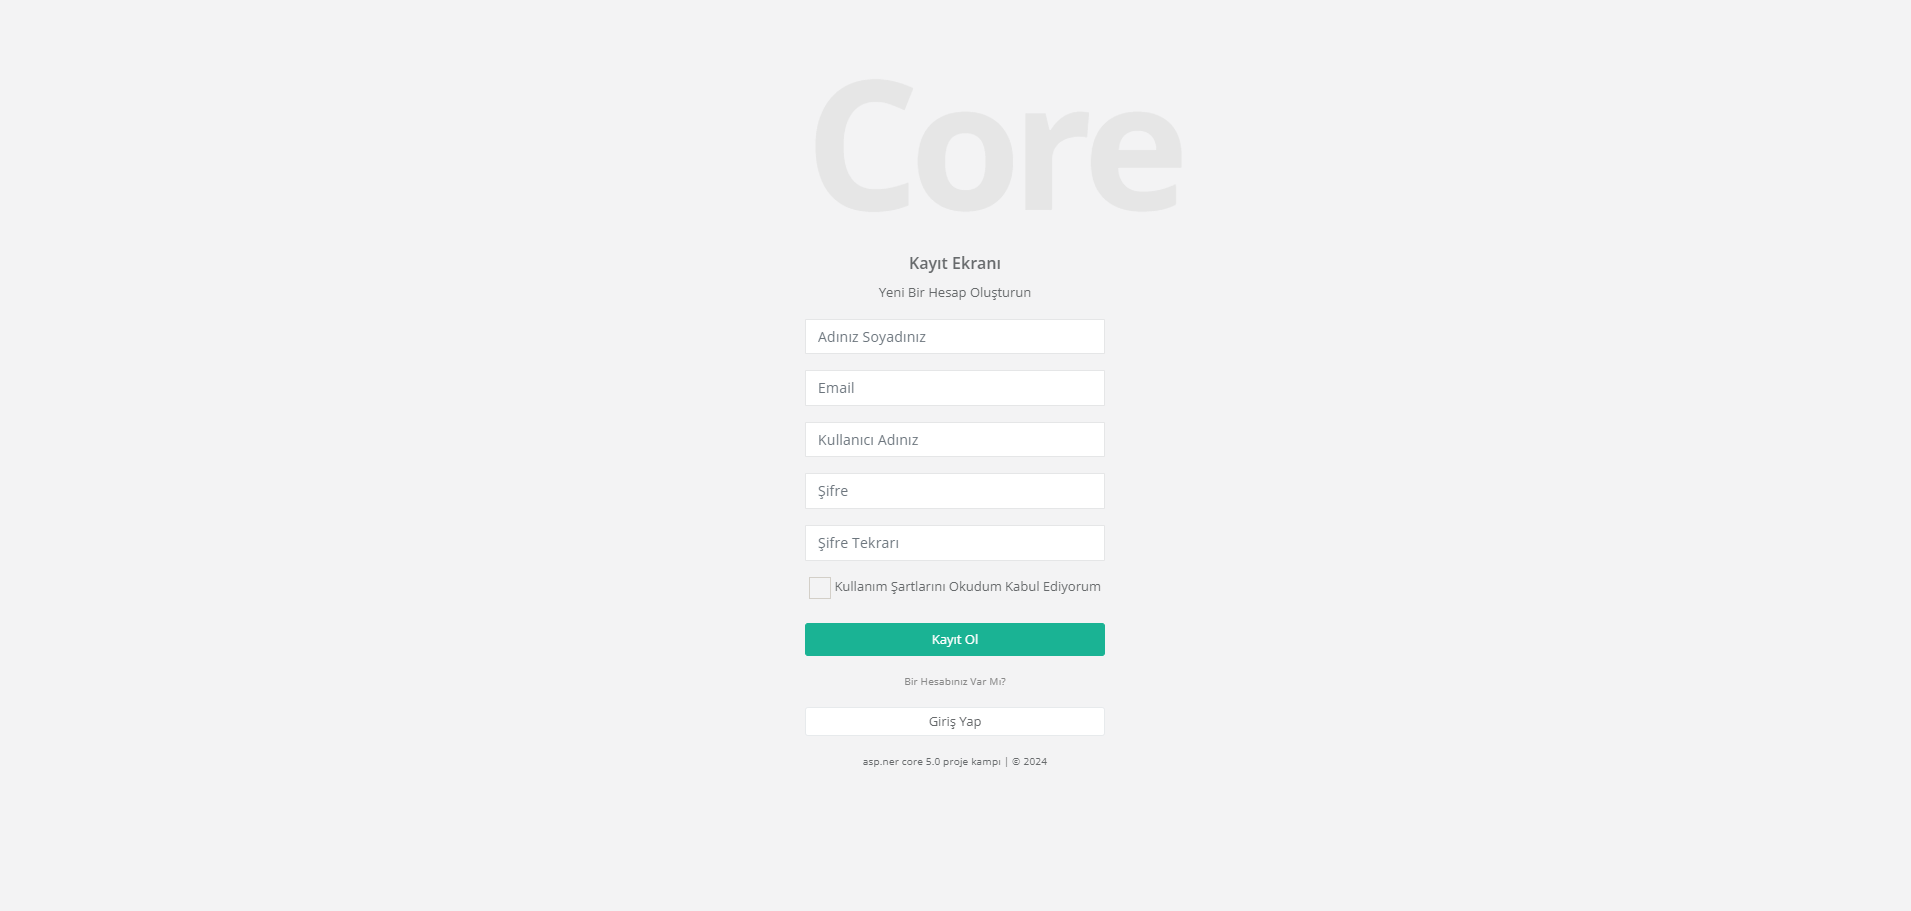 Core
Kayıt Ekranı
Yeni Bir Hesap Oluşturun
Adınız Soyadınız
Email
Kullanıcı Adınız
Şifre
Şifre Tekrarı
Kullanım Şartlarını Okudum Kabul Ediyorum
Kayıt Ol
Bir Hesabınız Var Mı?
Giriş Yap
asp.ner core 5.0 proje kampı | © 2024